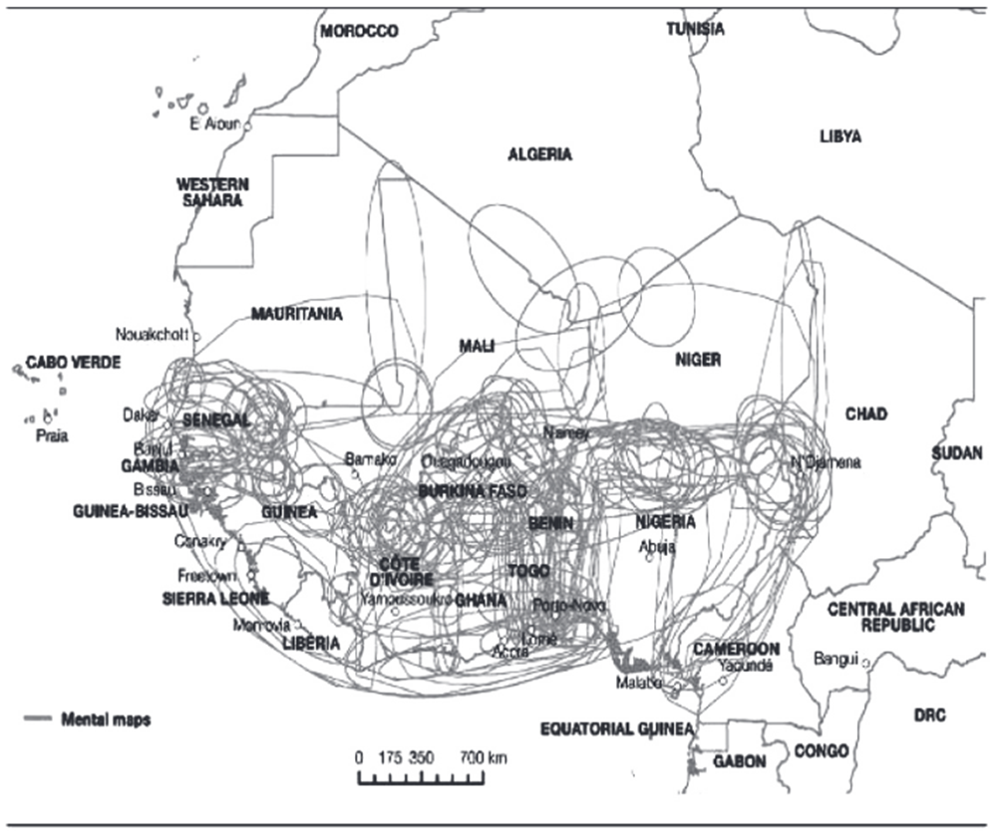 MOROCCO
TUNISIA
El Aioun
ALGERIA
LIBYA
WESTERN
SAHARA
MAURITANIA
Nouakchott
MALI
NIGER
CABO VERDE
Praia
Dakar
SENEGAL
CHAD
Banjul
GAMBIA
Bamako
Ouagadougou
Niamey
N'Djamena
SUDAN
Bissau
BURKINA FASO
GUINEA-BISSAU
GUINEA
BENIN
NIGERIA
Conakry
Abuja
Freetown
CÔTE
D'IVOIRE
TOGO
SIERRA LEONE
Yamoussoukro
GHANA
Porto-Novo
CENTRAL AFRICAN
REPUBLIC
Monrovia
LIBERIA
Lomé
Accra
CAMEROON
Yaoundé
Bangui
Malabo
Mental maps
EQUATORIAL GUINEA
DRC
CONGO
GABON
0 175 350 700 km